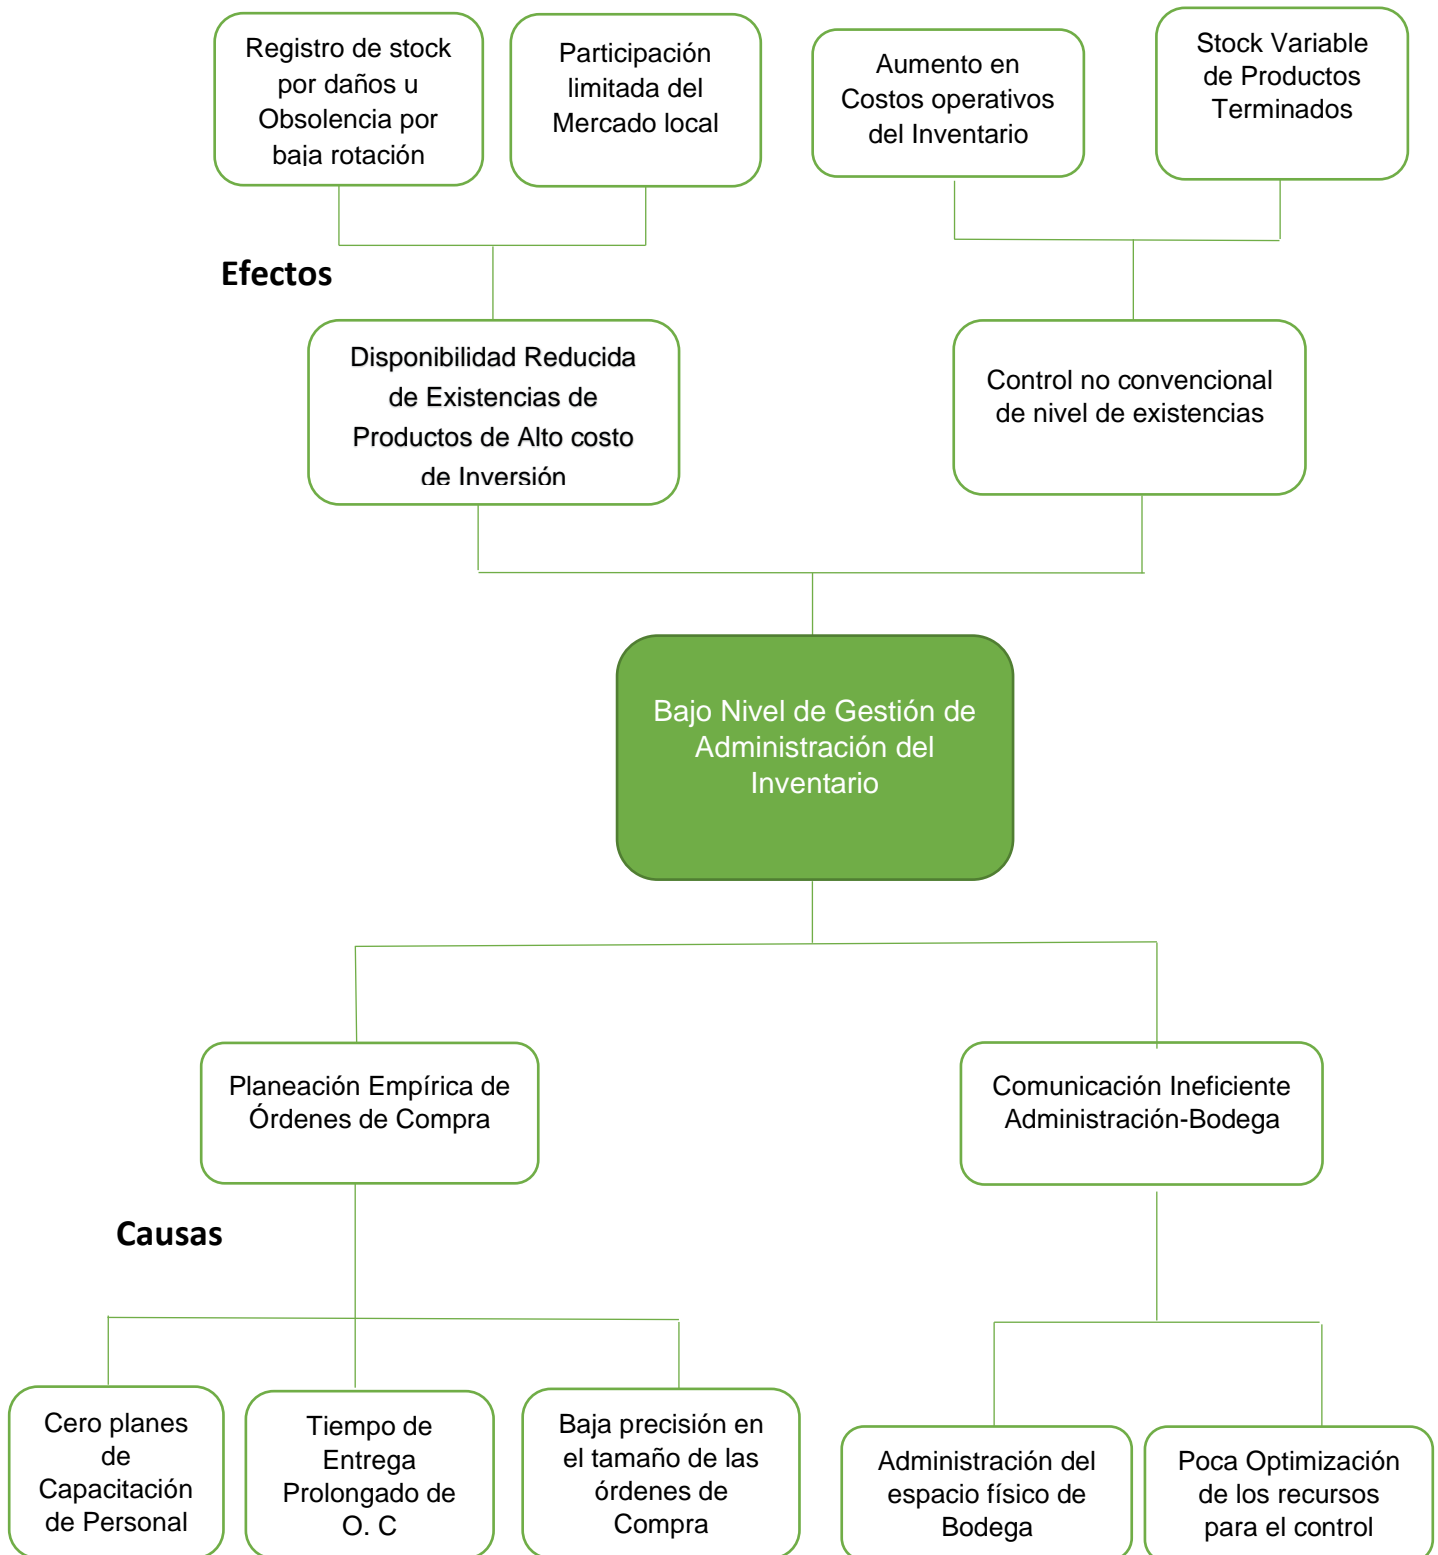 Registro de stock
por daños u
Obsolencia por
baja rotación
Participación
limitada del
Mercado local
Aumento en
Costos operativos
del Inventario
Stock Variable
de Productos
Terminados
Efectos
Disponibilidad Reducida
de Existencias de
Productos de Alto costo
de Inversión
Control no convencional
de nivel de existencias
Bajo Nivel de Gestión de
Administración del
Inventario
Planeación Empírica de
Órdenes de Compra
Comunicación Ineficiente
Administración-Bodega
Causas
Cero planes
de
Capacitación
de Personal
Tiempo de
Entrega
Prolongado de
O. C
Baja precisión en
el tamaño de las
órdenes de
Compra
Administración del
espacio físico de
Bodega
Poca Optimización
de los recursos
para el control